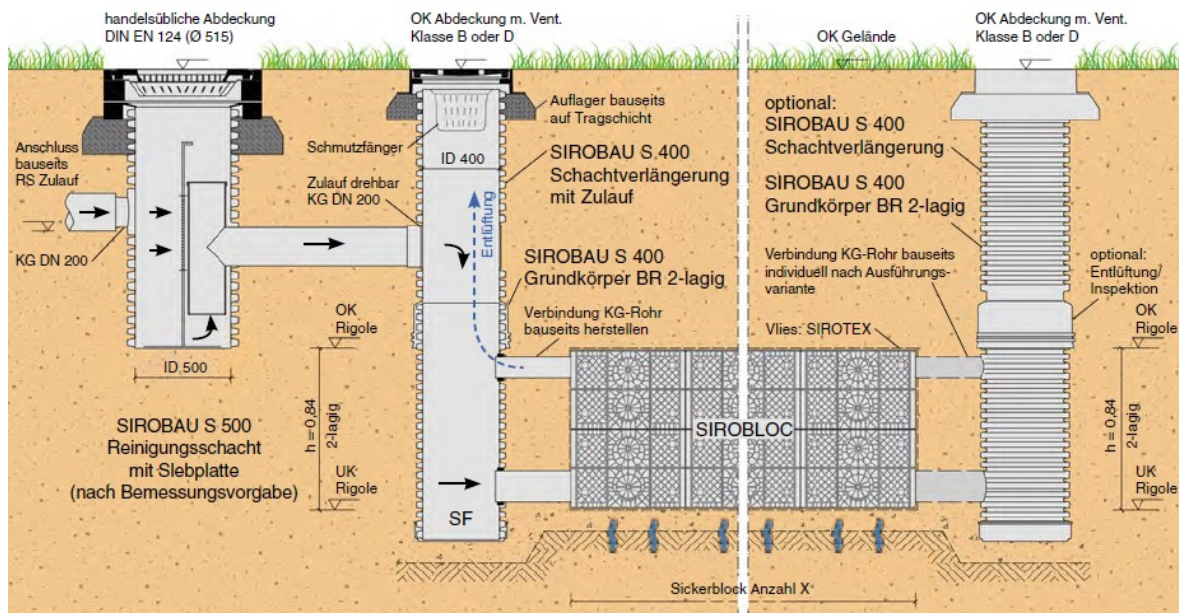 handelsübliche Abdeckung
DIN EN 124 (Ø 515)
OK Abdeckung m. Vent.
Klasse B oder D
OK Gelände
OK Abdeckung m. Vent.
Klasse B oder D
Anschluss
bauseits
RS Zulauf
KG DN 200
Schmutzfänger
Zulauf drehbar
KG DN 200
ID 400
Auflager bauseits
auf Tragschicht
SIROBAU S 400
Schachtverlängerung
mit Zulauf
Entlüftung
SIROBAU S 400
Grundkörper BR 2-lagig
Verbindung KG-Rohr
bauseits herstellen
optional:
SIROBAU S 400
Schachtverlängerung
SIROBAU S 400
Grundkörper BR 2-lagig
Verbindung KG-Rohr bauseits
individuell nach Ausführungs-
variante
Vlies: SIROTEX
optional:
Entlüftung/
Inspektion
ID 500
SIROBAU S 500
Reinigungsschacht
mit Slebplatte
(nach Bemessungsvorgabe)
OK
Rigole
h = 0,84
2-lagig
UK
Rigole
SF
SIROBLOC
OK
Rigole
h = 0,84
2-lagig
UK
Rigole
Sickerblock Anzahl X